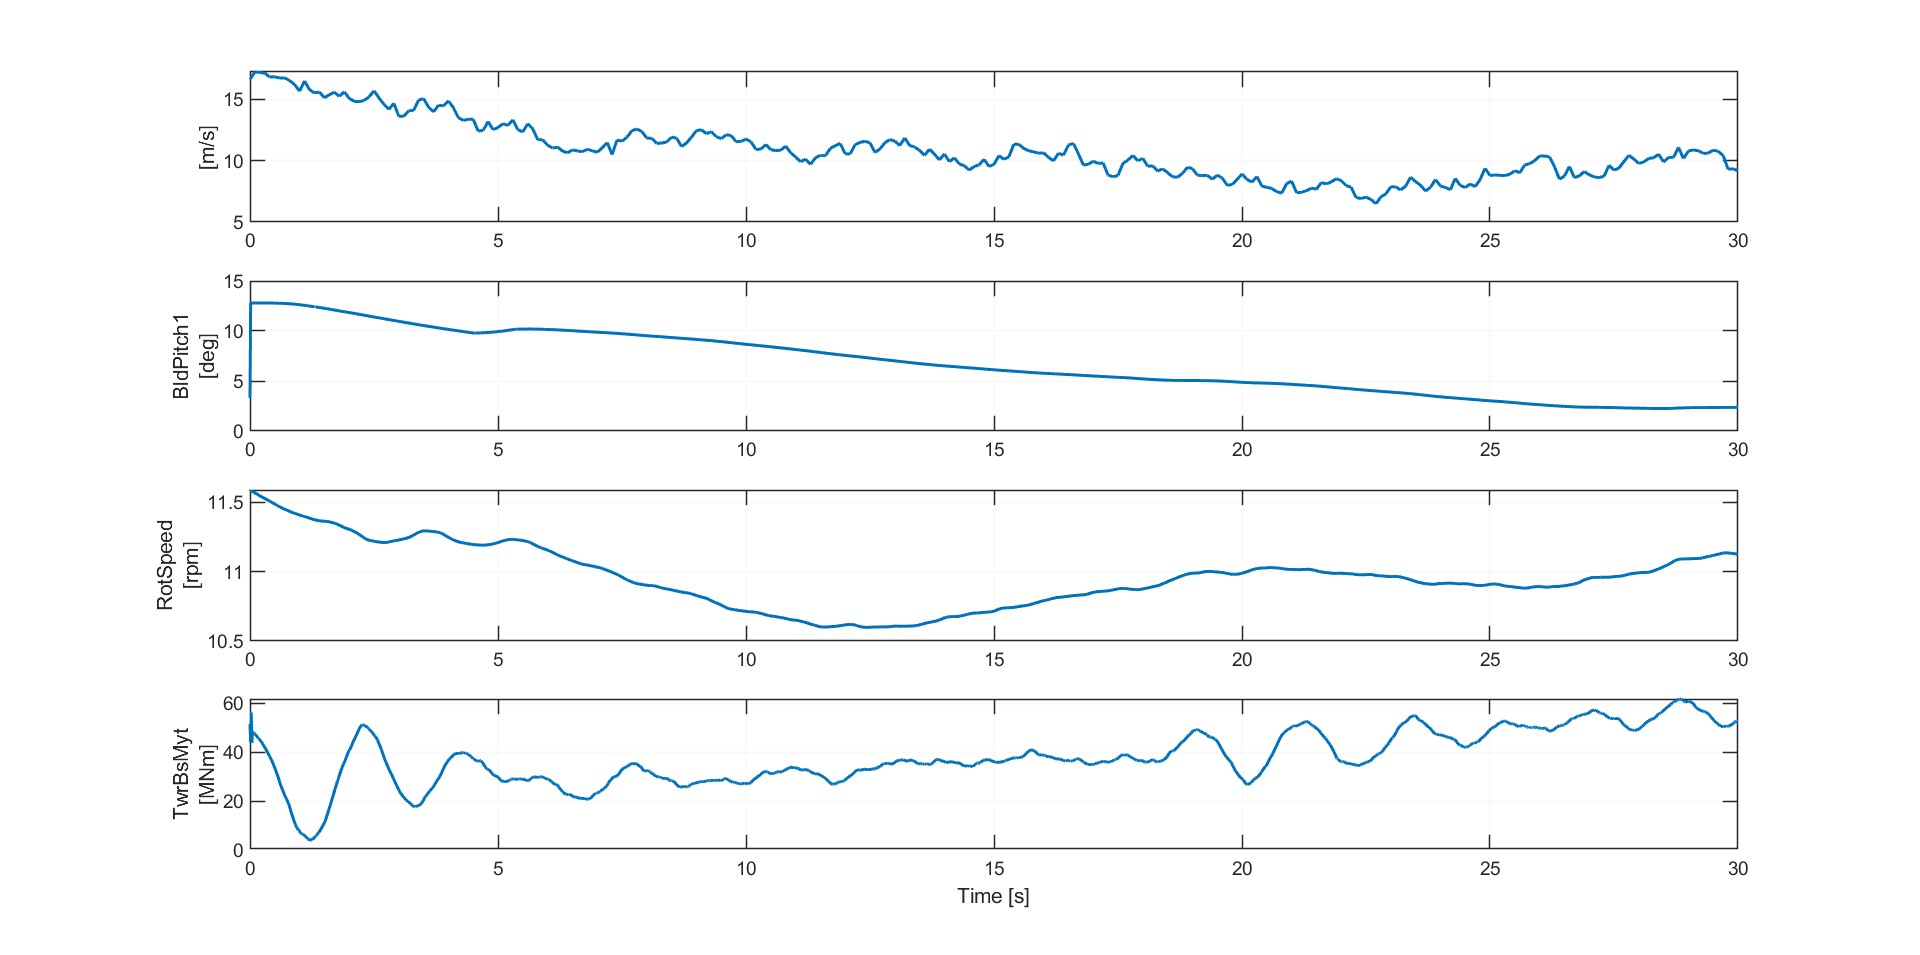 15
10
5
[m/s]
0 5 10 15 20 25 30
15
10
5
0
BldPitch1
[deg]
0 5 10 15 20 25 30
11.5
11
10.5
RotSpeed
[rpm]
0 5 10 15 20 25 30
60
40
20
0
TwrBsMyt
[MNm]
0 5 10 15 20 25 30
Time [s]